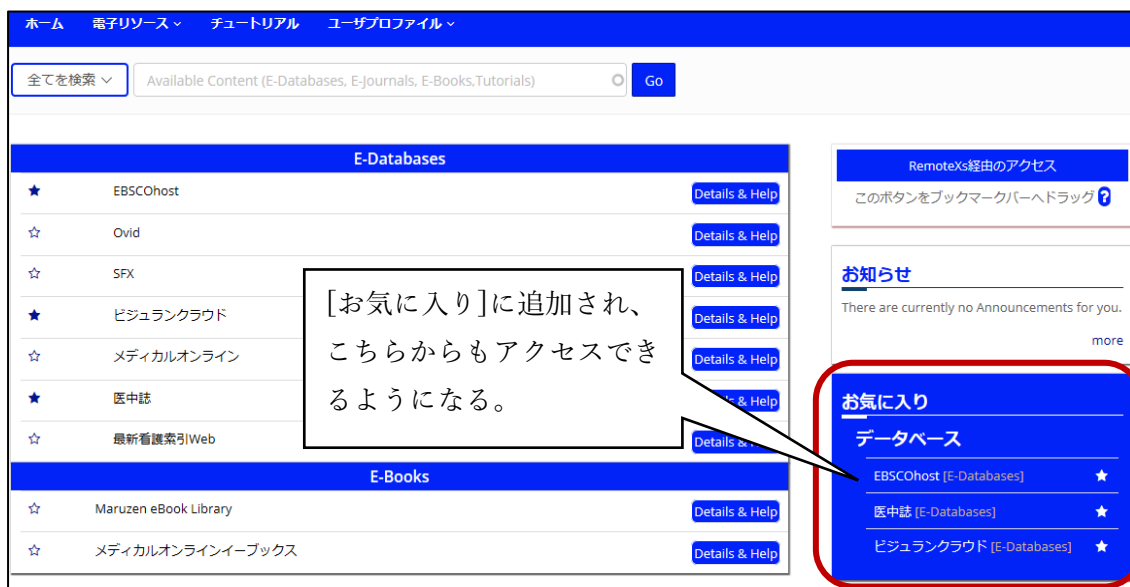 ホーム 電子リソース チュートリアル ユーザプロファイル
全てを検索 Available Content (E-Databases, E-Journals, E-Books,Tutorials) Go
E-Databases
EBSCOhost Details & Help
Ovid Details & Help
SFX Details & Help
ビジュランクラウド Details & Help
メディカルオンライン Details & Help
医中誌 & Help
最新看護索引Web Details
E-Books
Maruzen eBook Library Details & Help
メディカルオンラインイーブックス Details & Help
[お気に入り]に追加され、
こちらからもアクセスでき
るようになる。
RemoteXs経由のアクセス
このボタンをブックマークバーへドラッグ ?
お知らせ
There are currently no Announcements for you.
more
お気に入り
データベース
EBSCOhost [E-Databases]
医中誌 [E-Databases]
ビジュランクラウド [E-Databases]